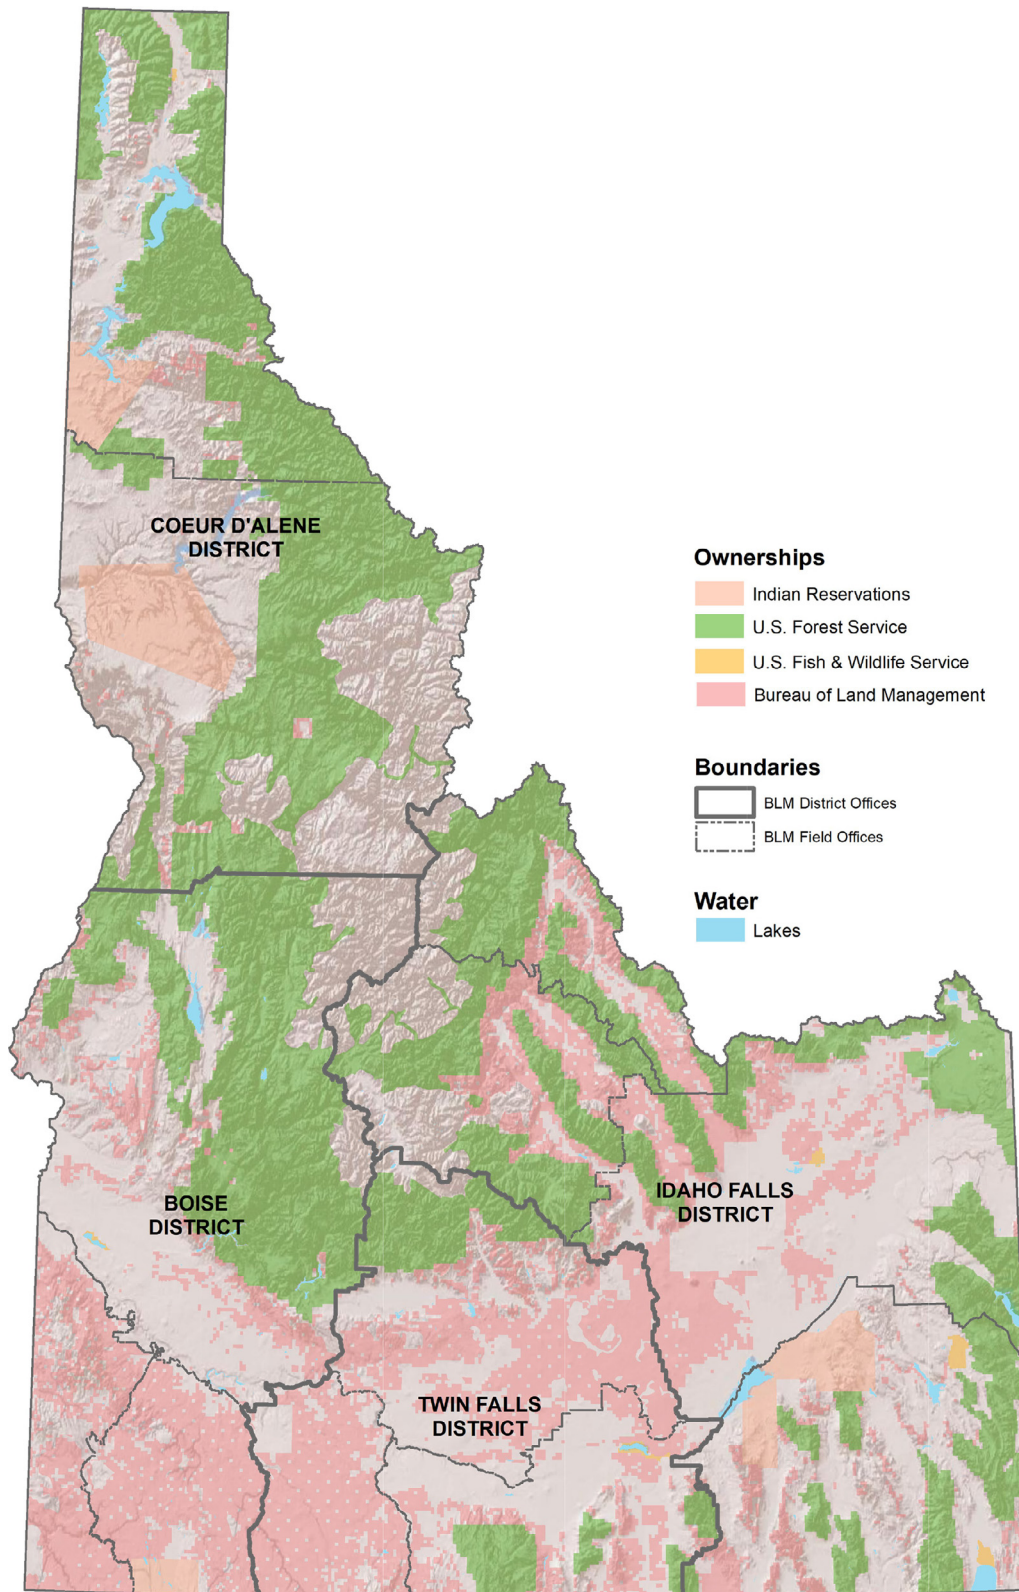 COEUR D'ALENE
DISTRICT
Ownerships
Indian Reservations
U.S. Forest Service
U.S. Fish & Wildlife Service
Bureau of Land Management
Boundaries
BLM District Offices
BLM Field Offices
Water
Lakes
BOISE
DISTRICT
IDAHO FALLS
DISTRICT
TWIN FALLS
DISTRICT